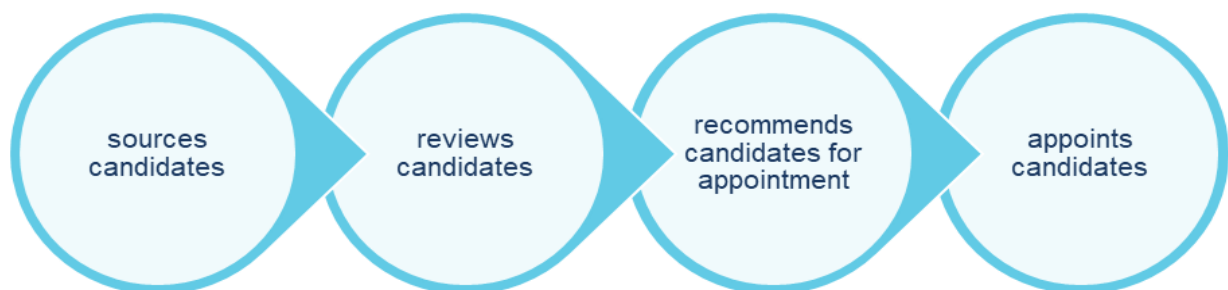 sources
candidates
reviews
candidates
recommends
candidates for
appointment
appoints
candidates